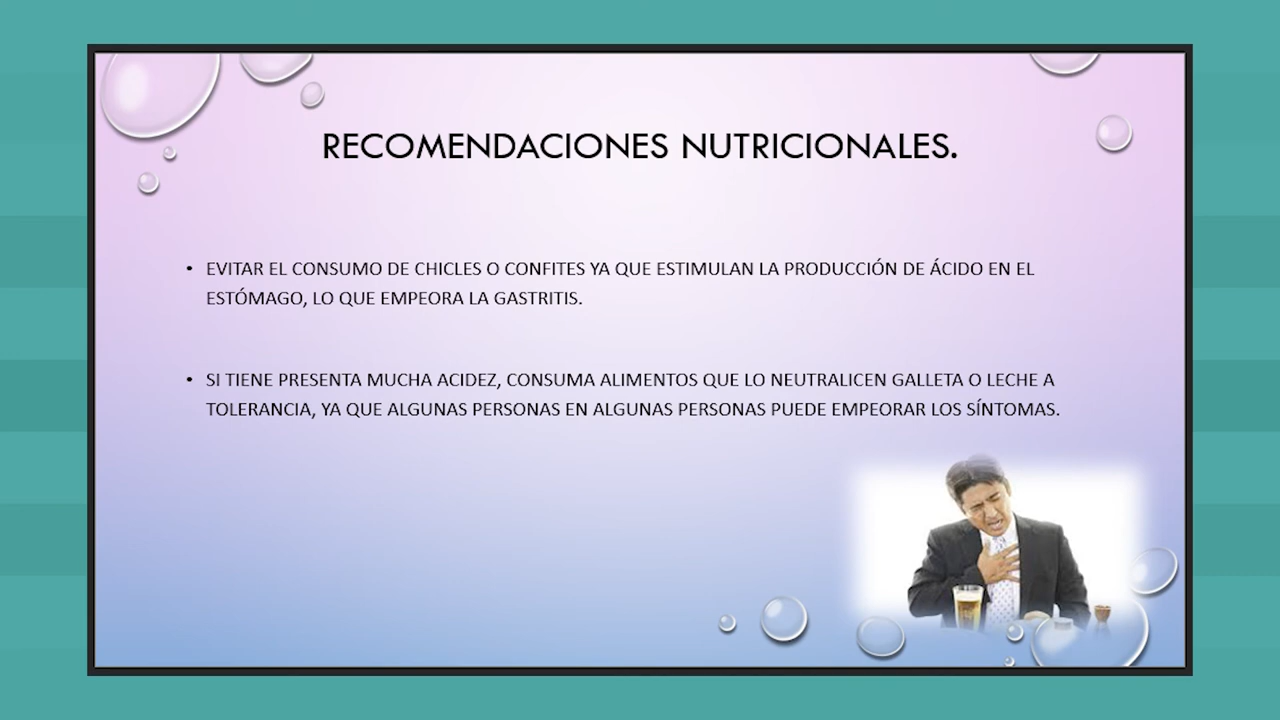 RECOMENDACIONES NUTRICIONALES.
• EVITAR EL CONSUMO DE CHICLES O CONFITES YA QUE ESTIMULAN LA PRODUCCIÓN DE ÁCIDO EN EL
ESTÓMAGO, LO QUE EMPEORA LA GASTRITIS.
• SI TIENE PRESENTA MUCHA ACIDEZ, CONSUMA ALIMENTOS QUE LO NEUTRALICEN GALLETA O LECHE A
TOLERANCIA, YA QUE ALGUNAS PERSONAS EN ALGUNAS PERSONAS PUEDE EMPEORAR LOS SÍNTOMAS.